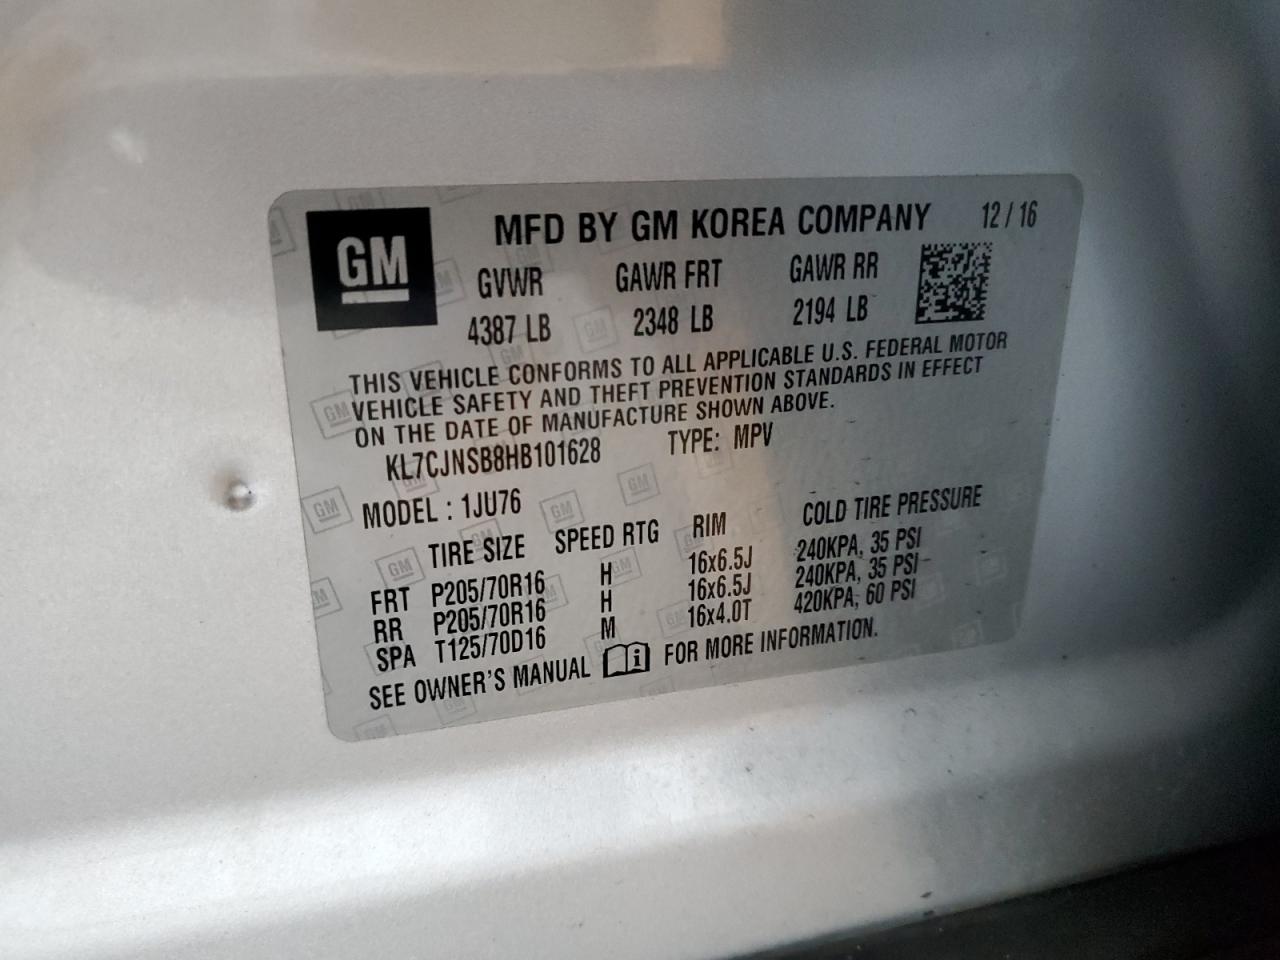 GM
MFD BY GM KOREA COMPANY 12 / 16
GVWR GAWR FRT GAWR RR
4387 LB 2348 LB 2194 LB
THIS VEHICLE CONFORMS TO ALL APPLICABLE U.S. FEDERAL MOTOR
VEHICLE SAFETY AND THEFT PREVENTION STANDARDS IN EFFECT
ON THE DATE OF MANUFACTURE SHOWN ABOVE.
KL7CJNSB8HB101628 TYPE: MPV
MODEL : 1JU76
TIRE SIZE SPEED RTG RIM COLD TIRE PRESSURE
FRT P205/70R16 H 16x6.5J 240KPA, 35 PSI
RR P205/70R16 H 16x6.5J 240KPA, 35 PSI
SPA T125/70D16 M 16x4.0T 420KPA, 60 PSI
SEE OWNER'S MANUAL i FOR MORE INFORMATION.